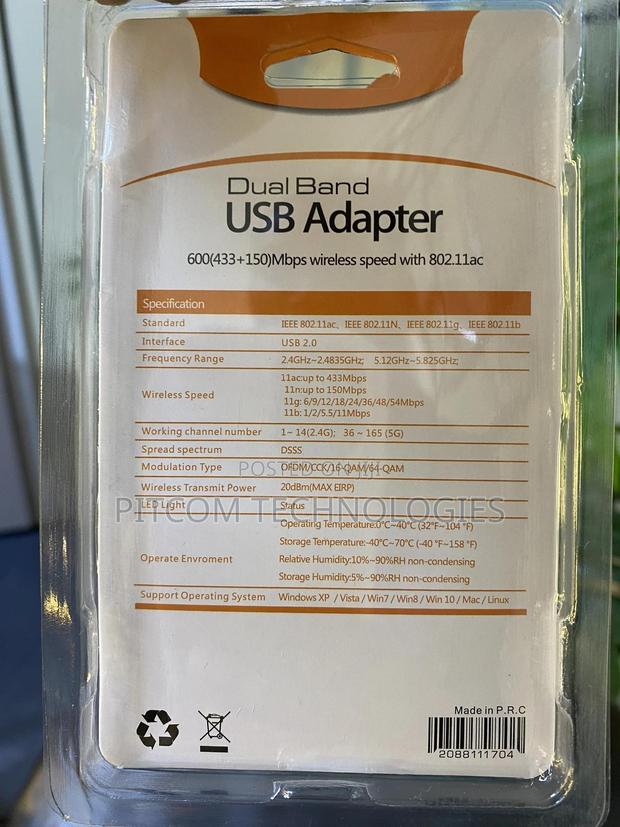 Dual Band
USB Adapter
600(433+150)Mbps wireless speed with 802.11ac
Specification
Standard IEEE 802.11ac、IEEE 802.11N、IEEE 802.11g、IEEE 802.11b
Interface USB 2.0
Frequency Range 2.4GHz~2.4835GHz; 5.12GHz~5.825GHz;
Wireless Speed 11ac:up to 433Mbps
11n:up to 150Mbps
11g: 6/9/12/18/24/36/48/54Mbps
11b: 1/2/5.5/11Mbps
Working channel number 1~ 14(2.4G); 36 ~ 165 (5G)
Spread spectrum DSSS
Modulation Type OFDM/CCK/16-QAM/64-QAM
POSTED ON JIJI
Wireless Transmit Power 20dBm(MAX EIRP)
LED Light Status
PITCOM TECHNOLOGIES
Operate Enviroment Operating Temperature:0℃~40℃ (32℉~104 ℉)
Storage Temperature:-40℃~70℃ (-40 ℉~158 ℉)
Relative Humidity:10%~90%RH non-condensing
Storage Humidity:5%~90%RH non-condensing
Support Operating System Windows XP / Vista / Win7 / Win8 / Win 10 / Mac / Linux
Made in P.R.C
2088111704